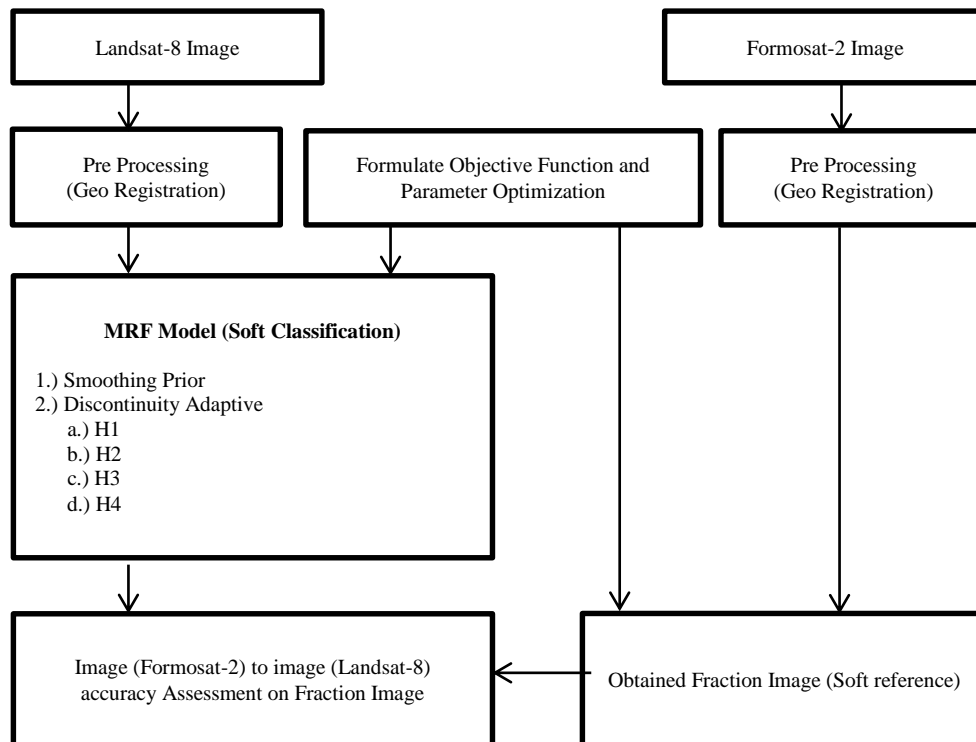 Landsat-8 Image
Formosat-2 Image
Pre Processing
(Geo Registration)
Formulate Objective Function and
Parameter Optimization
Pre Processing
(Geo Registration)
MRF Model (Soft Classification)
1.) Smoothing Prior
2.) Discontinuity Adaptive
a.) H1
b.) H2
c.) H3
d.) H4
Image (Formosat-2) to image (Landsat-8)
accuracy Assessment on Fraction Image
Obtained Fraction Image (Soft reference)